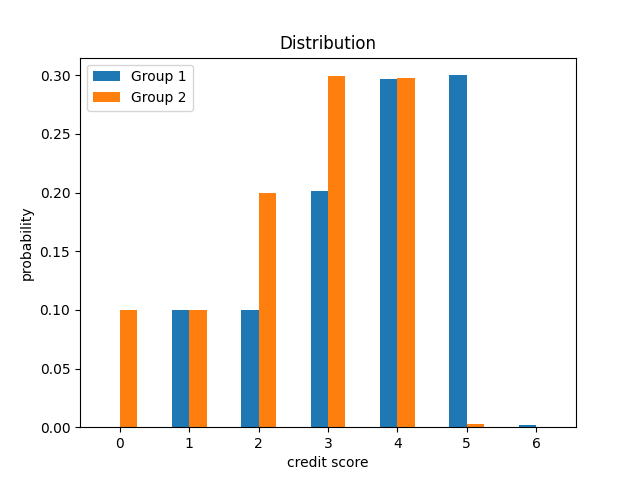 Distribution
Group 1
Group 2
probability
0.30
0.25
0.20
0.15
0.10
0.05
0.00
0 1 2 3 4 5 6
credit score